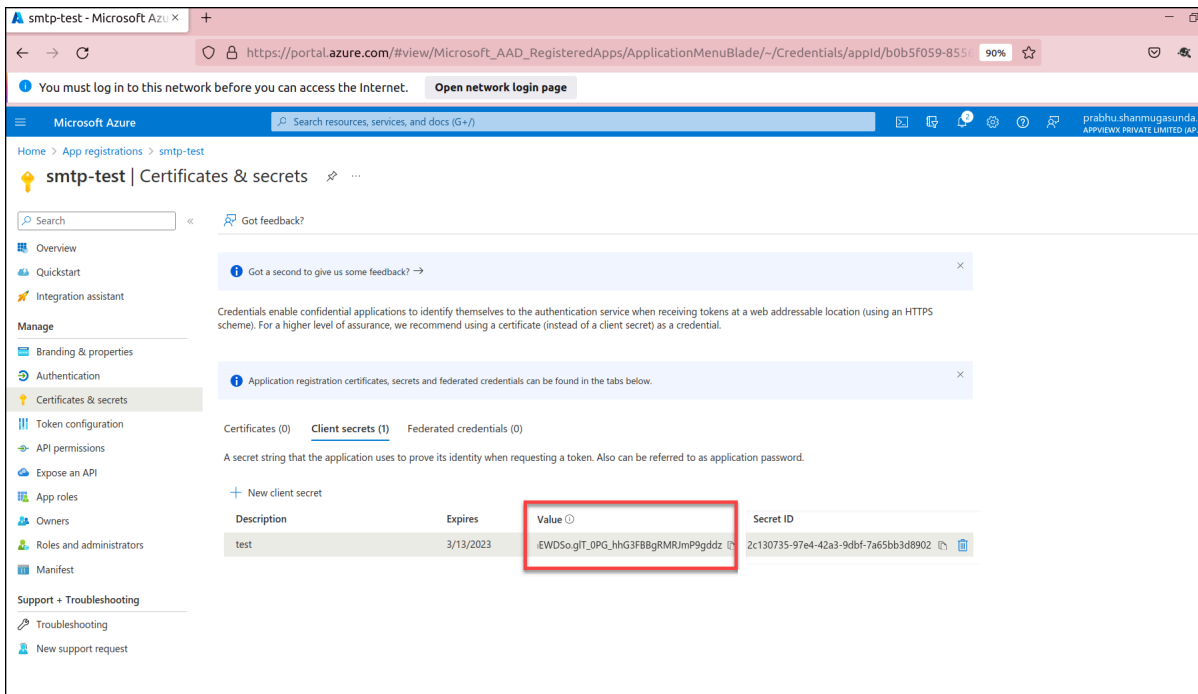 smtp-test - Microsoft Azu
https://portal.azure.com/#view/Microsoft_AAD_RegisteredApps/ApplicationMenuBlade/~/Credentials/appId/b0b5f059-855
90%
You must log in to this network before you can access the Internet. Open network login page
Microsoft Azure
Search resources, services, and docs (G+/)
2
prabhu.shanmugasunda.
APPVIEWX PRIVATE LIMITED (AP.
Home > App registrations > smtp-test
smtp-test | Certificates & secrets
Search
Got feedback?
Overview
Quickstart
Integration assistant
Manage
Branding & properties
Authentication
Certificates & secrets
Token configuration
API permissions
Expose an API
App roles
Owners
Roles and administrators
Manifest
Support + Troubleshooting
Troubleshooting
New support request
Got a second to give us some feedback?
Credentials enable confidential applications to identify themselves to the authentication service when receiving tokens at a web addressable location (using an HTTPS
scheme). For a higher level of assurance, we recommend using a certificate (instead of a client secret) as a credential.
Application registration certificates, secrets and federated credentials can be found in the tabs below.
Certificates (0) Client secrets (1) Federated credentials (0)
A secret string that the application uses to prove its identity when requesting a token. Also can be referred to as application password.
New client secret
Description Expires Value Secret ID
test 3/13/2023 EWDSo.glT_0PG_hhG3FBBgRMRJmP9gddz 2c130735-97e4-42a3-9dbf-7a65bb3d8902